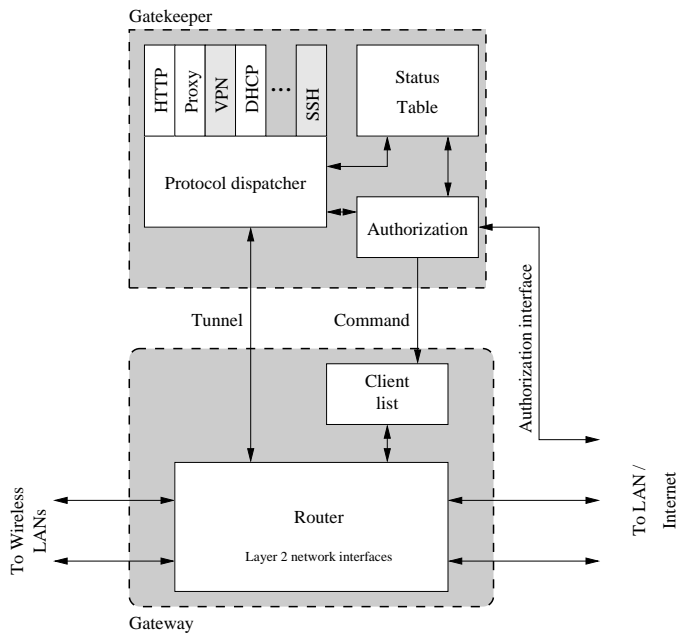 Gatekeeper
HTTP
Proxy
VPN
DHCP
...
SSH
Status
Table
Protocol dispatcher
Authorization
Tunnel
Command
Authorization interface
Client
list
Router
Layer 2 network interfaces
To Wireless
LANs
To LAN /
Internet
Gateway